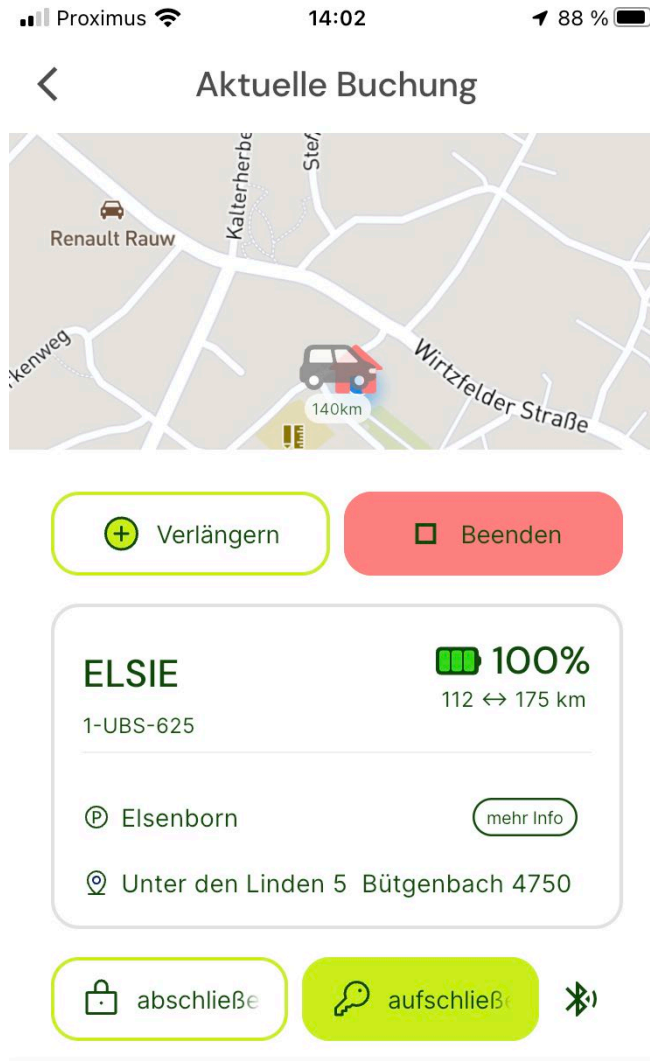 Proximus 14:02 88 %
Aktuelle Buchung
Kalterherbe
Renault Rauw
kenweg
Wirtzfelder Straße
140km
Verlängern Beenden
ELSIE 100%
112 ↔ 175 km
1-UBS-625
Elsenborn mehr Info
Unter den Linden 5 Bütgenbach 4750
abschließe aufschließ